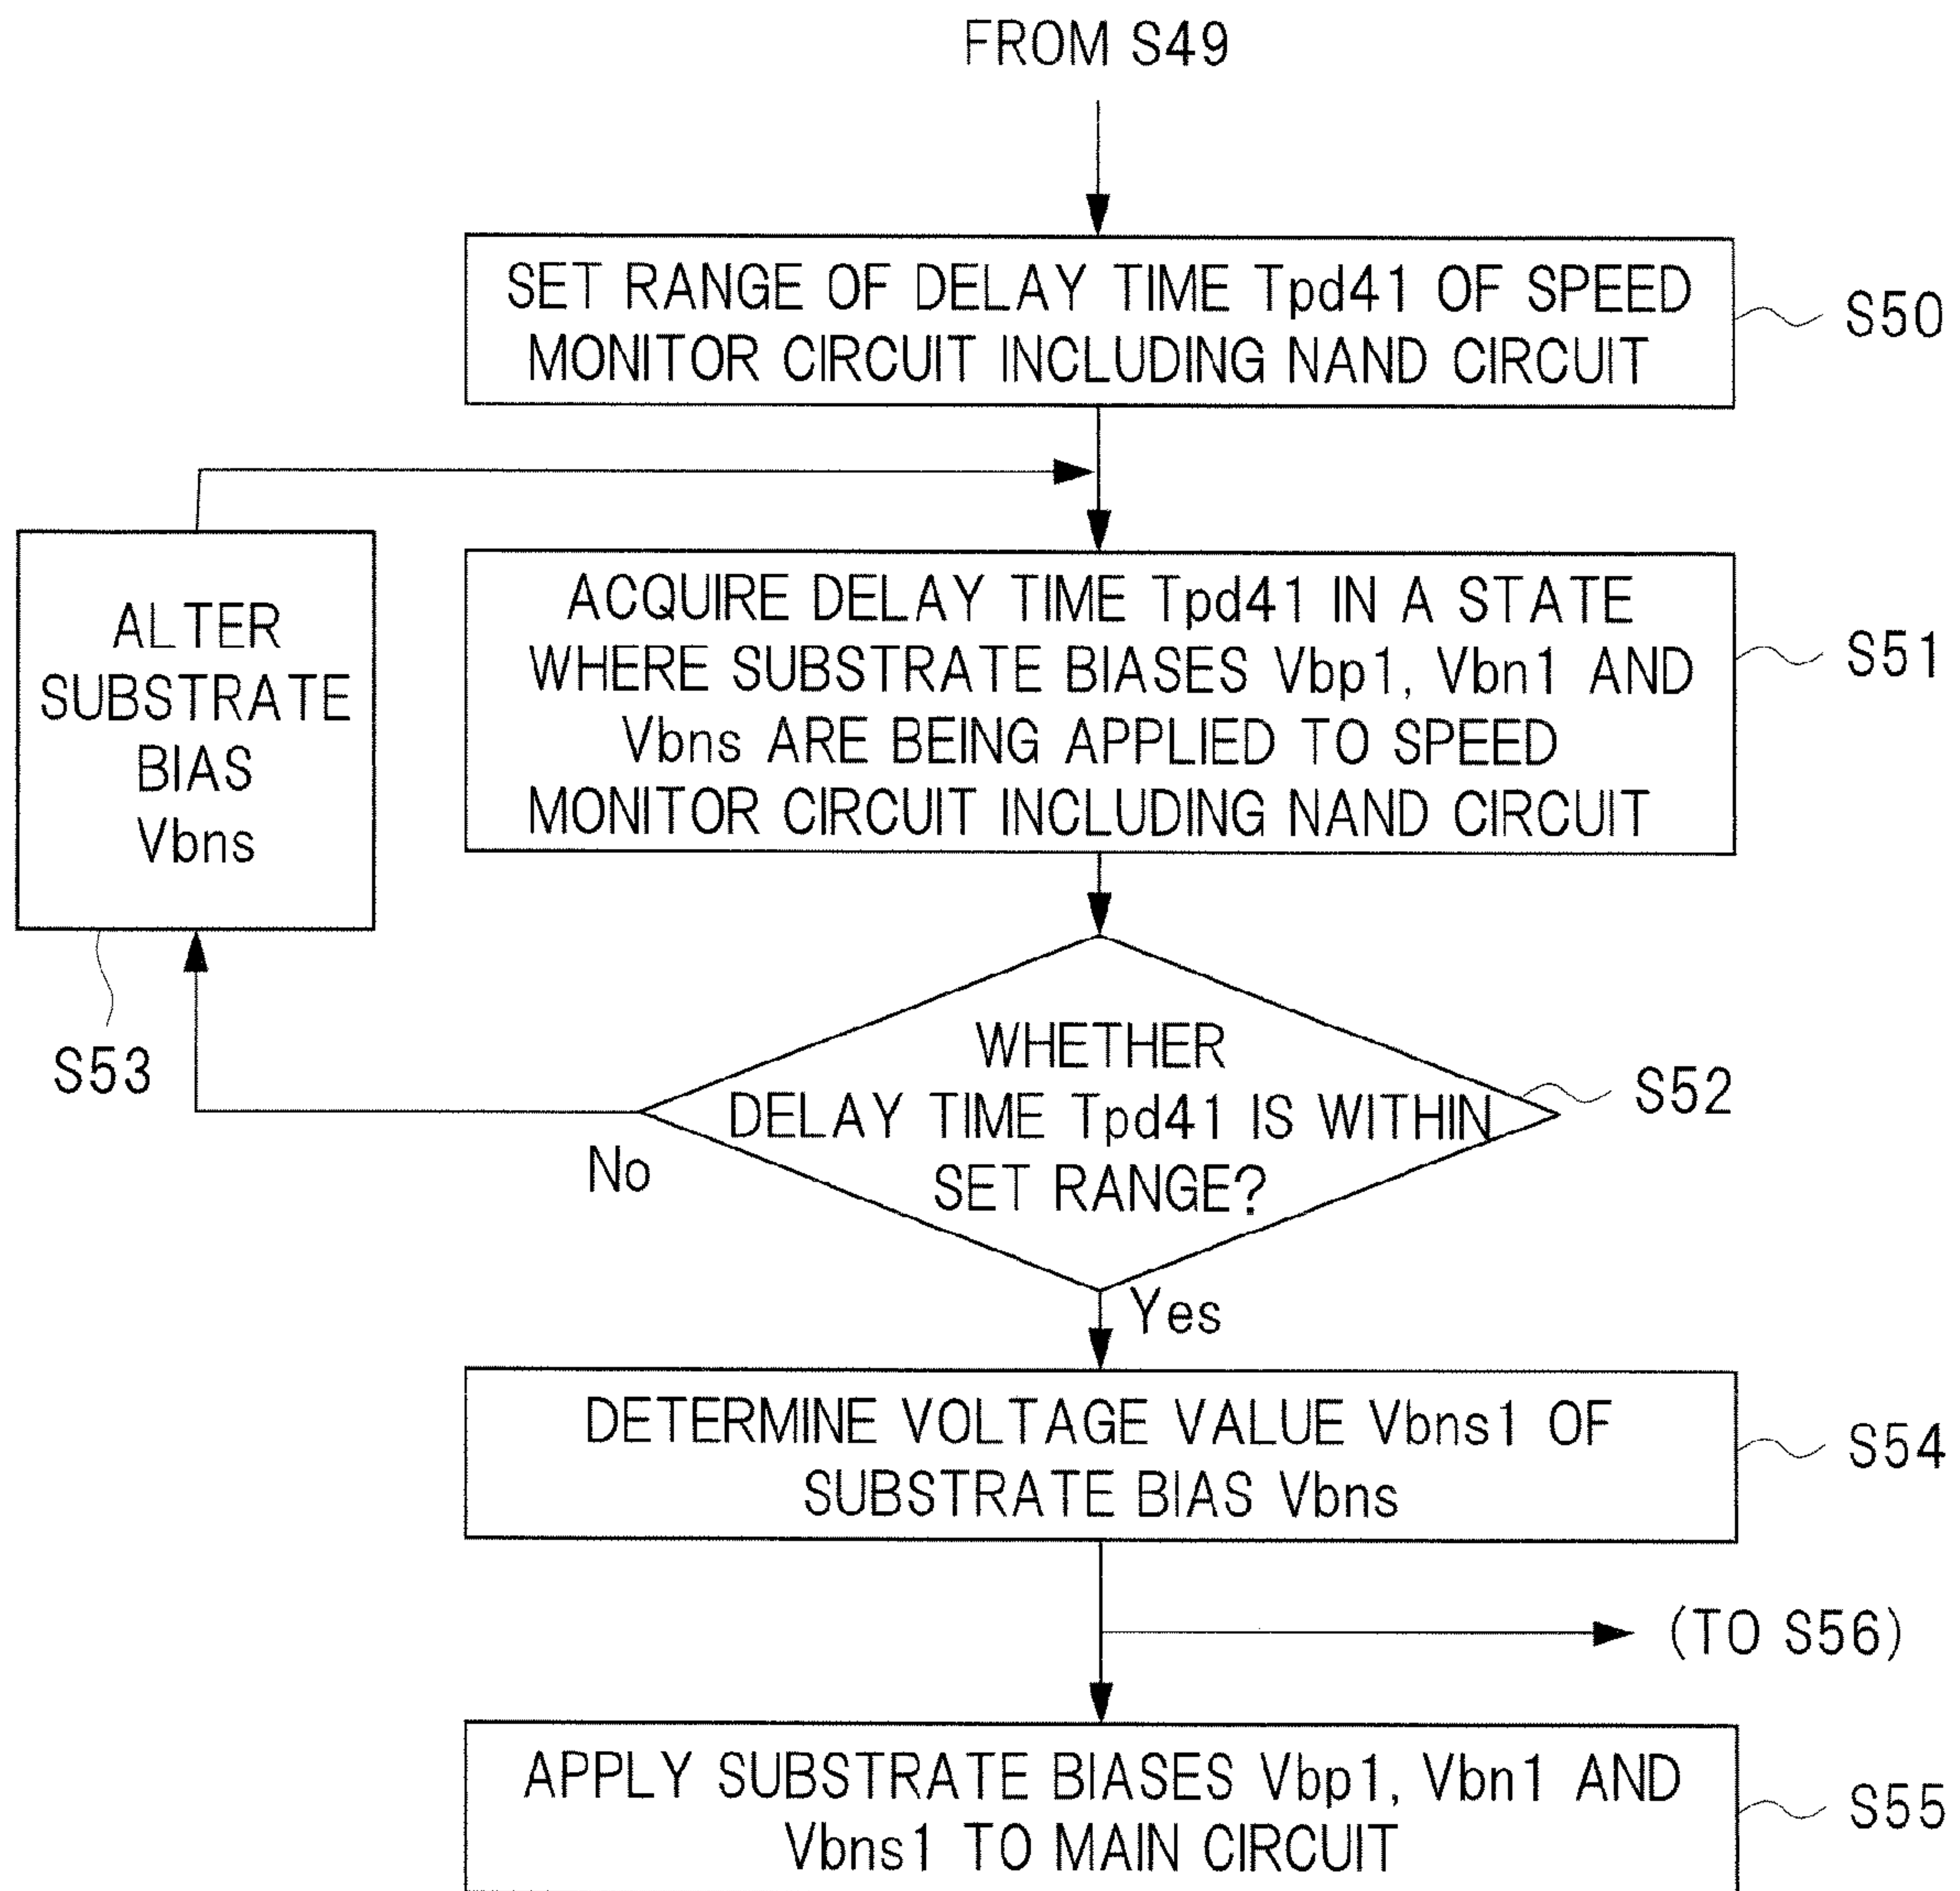 FROM S49
SET RANGE OF DELAY TIME Tpd41 OF SPEED
MONITOR CIRCUIT INCLUDING NAND CIRCUIT
S50
ACQUIRE DELAY TIME Tpd41 IN A STATE
WHERE SUBSTRATE BIASES Vbp1, Vbn1 AND
Vbns ARE BEING APPLIED TO SPEED
MONITOR CIRCUIT INCLUDING NAND CIRCUIT
S51
ALTER
SUBSTRATE
BIAS
Vbns
S53
WHETHER
DELAY TIME Tpd41 IS WITHIN
SET RANGE?
S52
No
Yes
DETERMINE VOLTAGE VALUE Vbns1 OF
SUBSTRATE BIAS Vbns
S54
(TO S56)
APPLY SUBSTRATE BIASES Vbp1, Vbn1 AND
Vbns1 TO MAIN CIRCUIT
S55